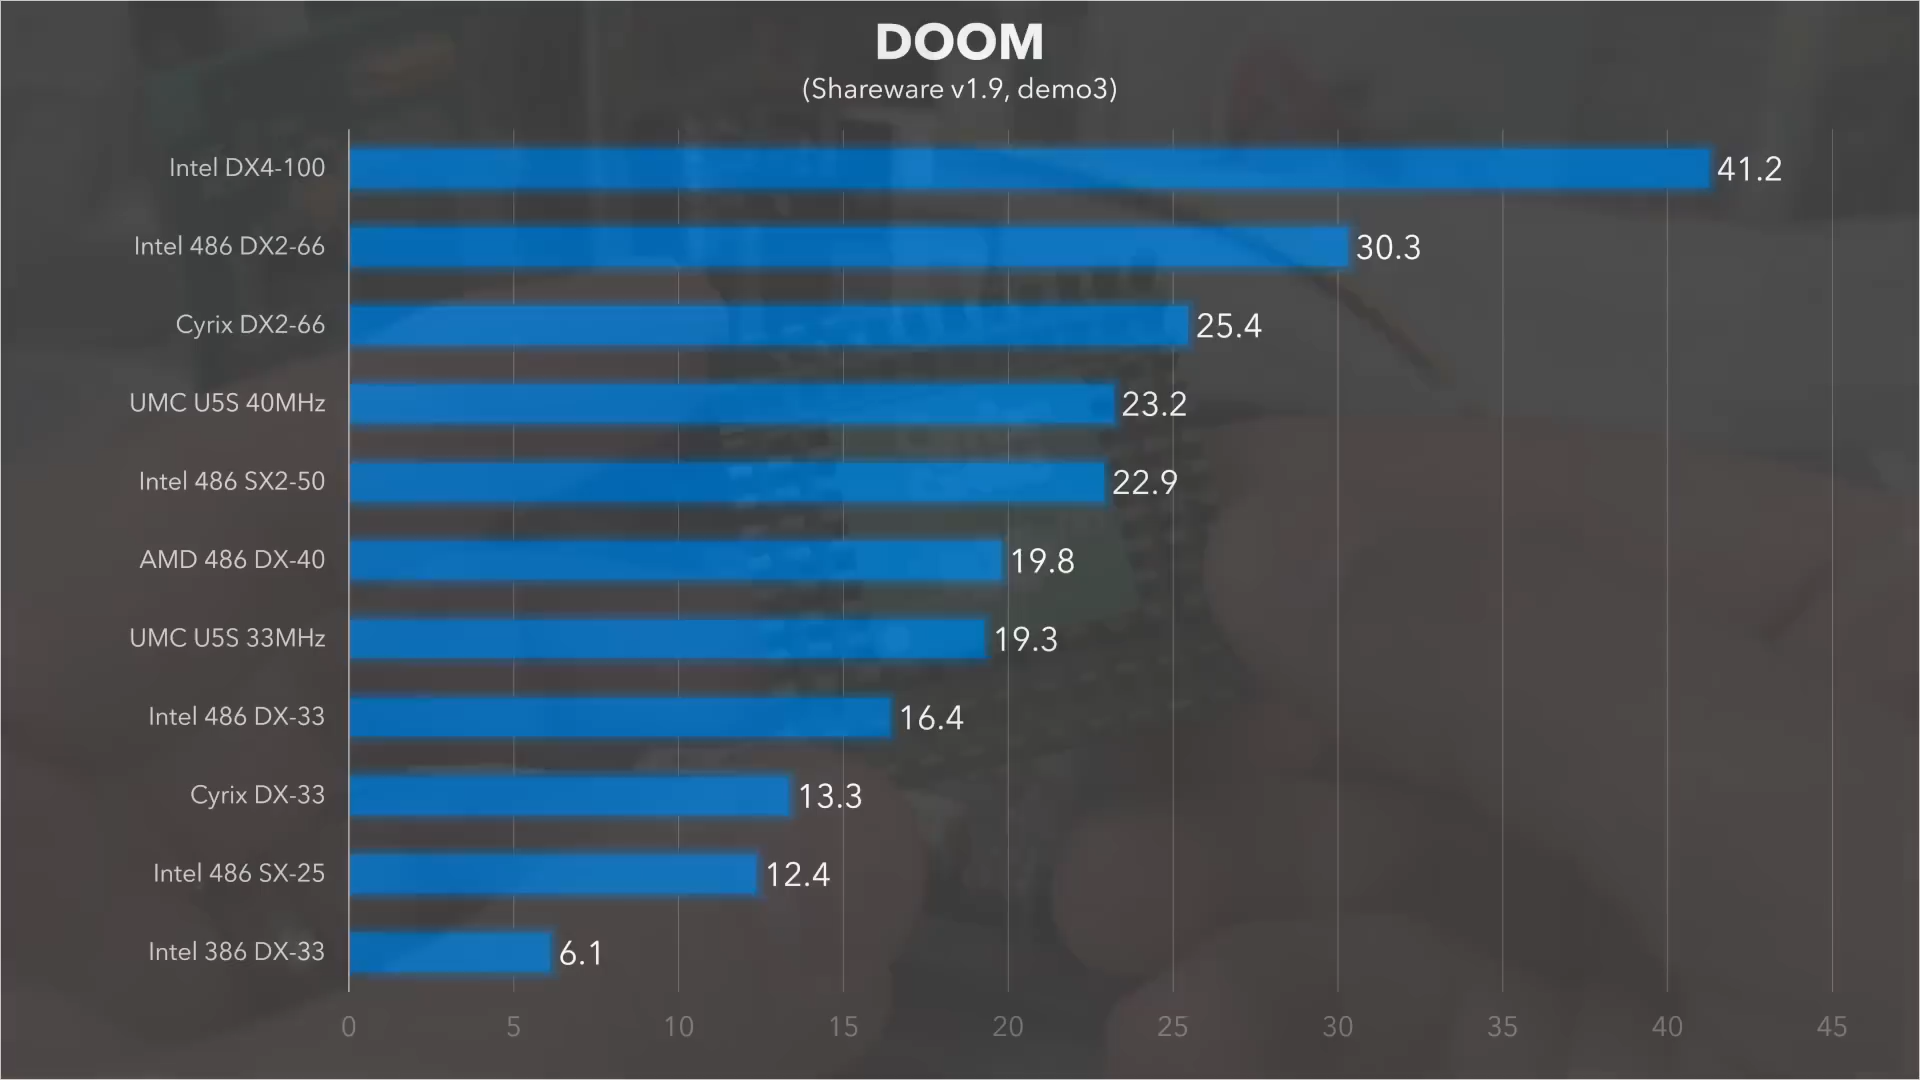 DOOM
(Shareware v1.9, demo3)
Intel DX4-100 41.2
Intel 486 DX2-66 30.3
Cyrix DX2-66 25.4
UMC U5S 40MHz 23.2
Intel 486 SX2-50 22.9
AMD 486 DX-40 19.8
UMC U5S 33MHz 19.3
Intel 486 DX-33 16.4
Cyrix DX-33 13.3
Intel 486 SX-25 12.4
Intel 386 DX-33 6.1
0 5 10 15 20 25 30 35 40 45